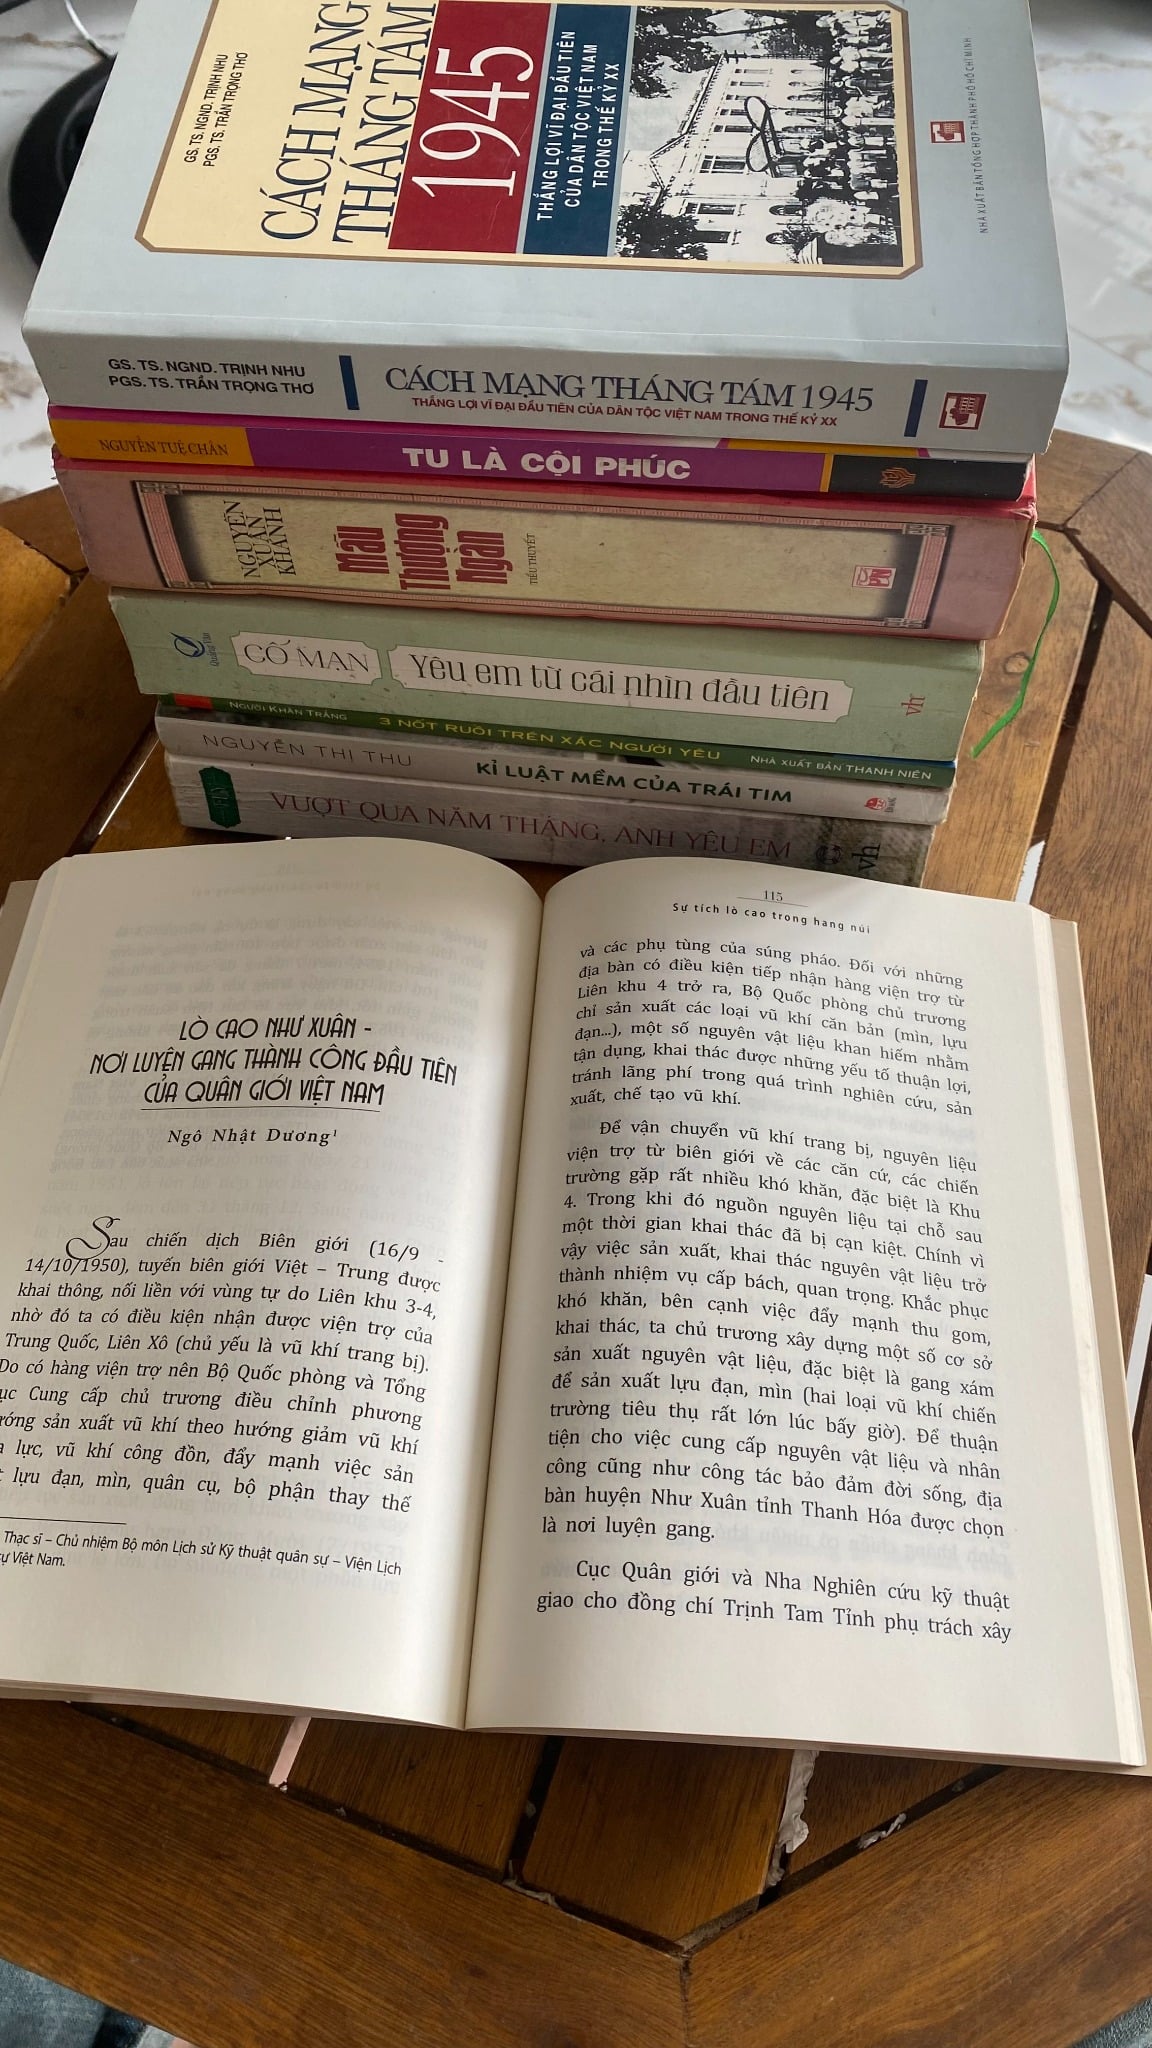 GS. TS. NGND. TRỊNH NHU
PGS. TS. TRẦN TRỌNG THƠ
CÁCH MẠNG
THÁNG TÁM
1945
THẮNG LỢI VĨ ĐẠI ĐẦU TIÊN
CỦA DÂN TỘC VIỆT NAM
TRONG THẾ KỶ XX
NHÀ XUẤT BẢN TỔNG HỢP THÀNH PHỐ HỒ CHÍ MINH
GS. TS. NGND. TRỊNH NHU
PGS. TS. TRẦN TRỌNG THƠ
CÁCH MẠNG THÁNG TÁM 1945
THẮNG LỢI VĨ ĐẠI ĐẦU TIÊN CỦA DÂN TỘC VIỆT NAM TRONG THẾ KỶ XX
NGUYỄN TUỆ CHÂN
TU LÀ CỘI PHÚC
NGUYỄN
XUÂN
KHÁNH
Mẫu
Thượng
Ngàn
TIỂU THUYẾT
PN
Quảng Văn
CỐ MẠN
Yêu em từ cái nhìn đầu tiên
vh
NGƯỜI KHĂN TRẮNG
3 NỐT RUỒI TRÊN XÁC NGƯỜI YÊU
NHÀ XUẤT BẢN THANH NIÊN
NGUYỄN THỊ THU
KỈ LUẬT MỀM CỦA TRÁI TIM
VƯỢT QUA NĂM THÁNG, ANH YÊU EM
vh
LÒ CAO NHƯ XUÂN -
NƠI LUYỆN GANG THÀNH CÔNG ĐẦU TIÊN
CỦA QUÂN GIỚI VIỆT NAM
Ngô Nhật Dương¹
Sau chiến dịch Biên giới (16/9 -
14/10/1950), tuyến biên giới Việt – Trung được
khai thông, nối liền với vùng tự do Liên khu 3-4,
nhờ đó ta có điều kiện nhận được viện trợ của
Trung Quốc, Liên Xô (chủ yếu là vũ khí trang bị).
Do có hàng viện trợ nên Bộ Quốc phòng và Tổng
ục Cung cấp chủ trương điều chỉnh phương
ướng sản xuất vũ khí theo hướng giảm vũ khí
lực, vũ khí công đồn, đẩy mạnh việc sản
lựu đạn, mìn, quân cụ, bộ phận thay thế
Thạc sĩ – Chủ nhiệm Bộ môn Lịch sử Kỹ thuật quân sự – Viện Lịch
sự Việt Nam.
115
Sự tích lò cao trong hang núi
và các phụ tùng của súng pháo. Đối với những
địa bàn có điều kiện tiếp nhận hàng viện trợ từ
Liên khu 4 trở ra, Bộ Quốc phòng chủ trương
chỉ sản xuất các loại vũ khí căn bản (mìn, lựu
đạn...), một số nguyên vật liệu khan hiếm nhằm
tận dụng, khai thác được những yếu tố thuận lợi,
tránh lãng phí trong quá trình nghiên cứu, sản
xuất, chế tạo vũ khí.
Để vận chuyển vũ khí trang bị, nguyên liệu
viện trợ từ biên giới về các căn cứ, các chiến
trường gặp rất nhiều khó khăn, đặc biệt là Khu
4. Trong khi đó nguồn nguyên liệu tại chỗ sau
một thời gian khai thác đã bị cạn kiệt. Chính vì
vậy việc sản xuất, khai thác nguyên vật liệu trở
thành nhiệm vụ cấp bách, quan trọng. Khắc phục
khó khăn, bên cạnh việc đẩy mạnh thu gom,
khai thác, ta chủ trương xây dựng một số cơ sở
sản xuất nguyên vật liệu, đặc biệt là gang xám
để sản xuất lựu đạn, mìn (hai loại vũ khí chiến
trường tiêu thụ rất lớn lúc bấy giờ). Để thuận
tiện cho việc cung cấp nguyên vật liệu và nhân
công cũng như công tác bảo đảm đời sống, địa
bàn huyện Như Xuân tỉnh Thanh Hóa được chọn
là nơi luyện gang.
Cục Quân giới và Nha Nghiên cứu kỹ thuật
giao cho đồng chí Trịnh Tam Tỉnh phụ trách xây